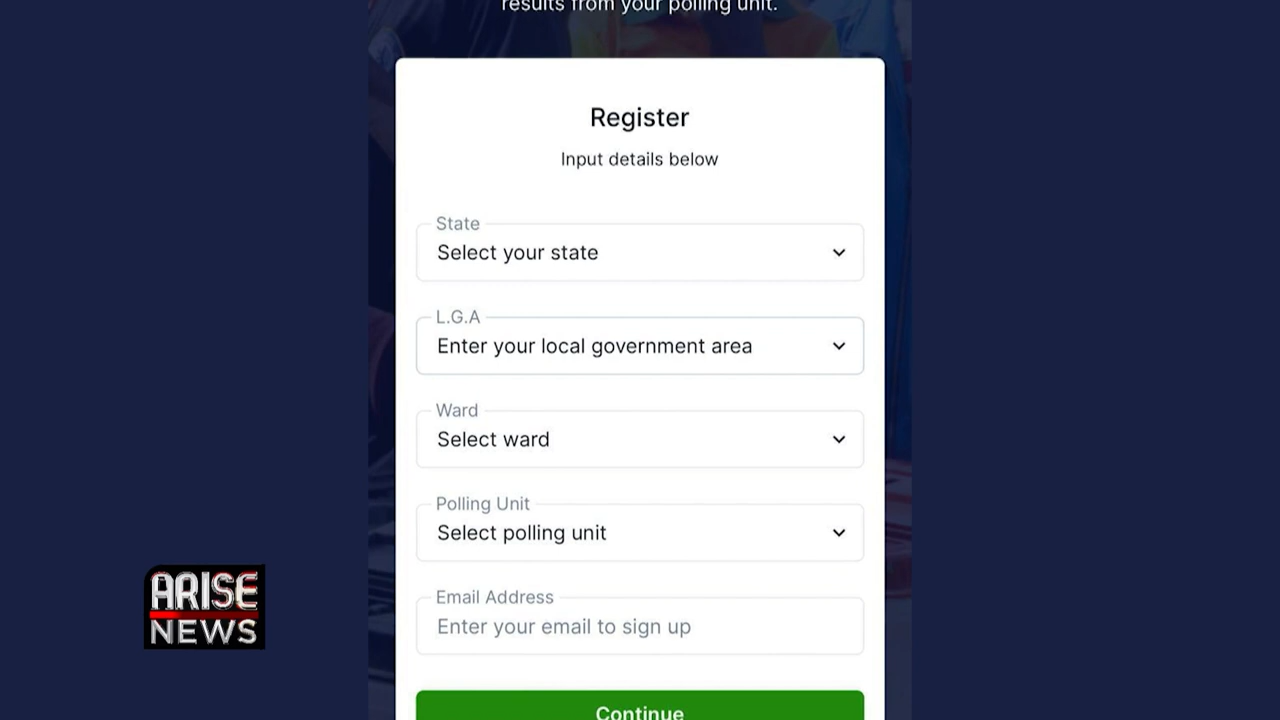 results from your polling unit.
Register
Input details below
State
Select your state
L.G.A
Enter your local government area
Ward
Select ward
Polling Unit
Select polling unit
Email Address
Enter your email to sign up
Continue
ARISE
NEWS